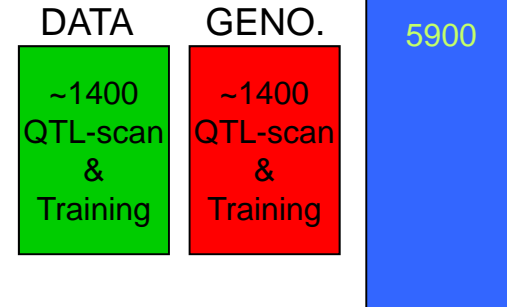 DATA GENO.
5900
~1400
QTL-scan
&
Training
~1400
QTL-scan
&
Training